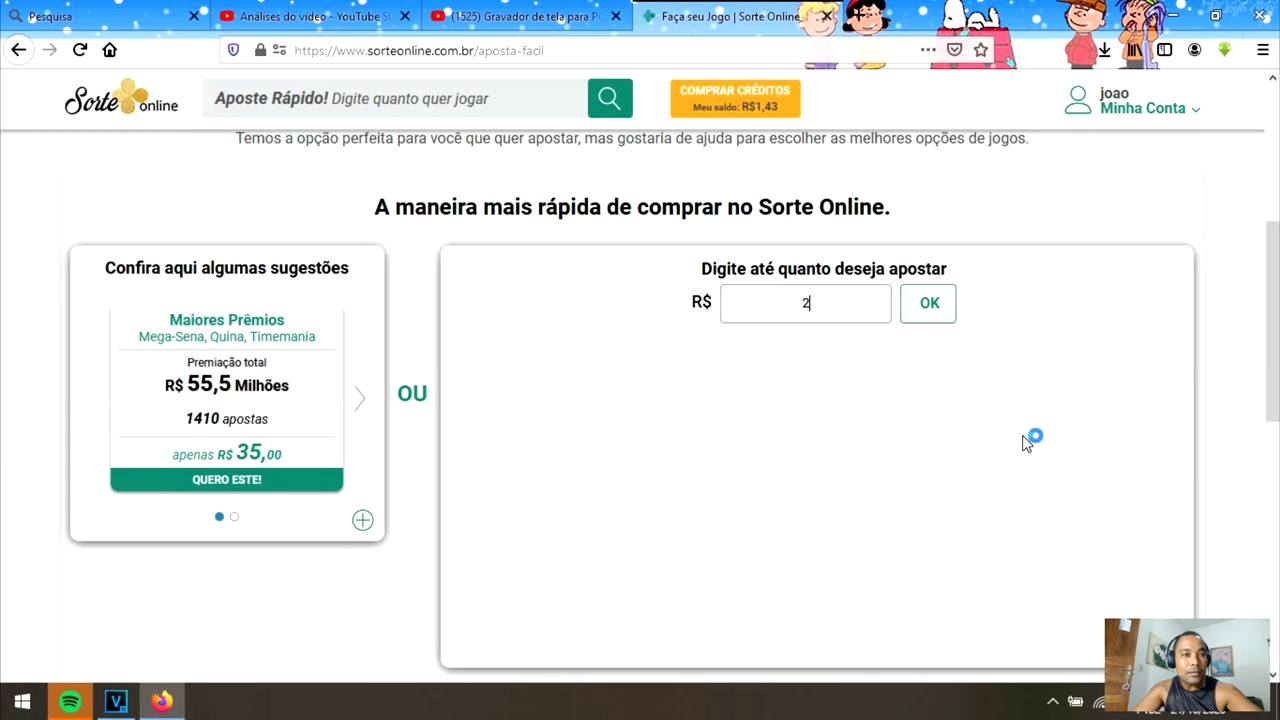 Pesquisa
Análises do vídeo - YouTube St
(1525) Gravador de tela para P
Faça seu Jogo | Sorte Online
https://www.sorteonline.com.br/aposta-facil
Sorte online
Aposte Rápido! Digite quanto quer jogar
COMPRAR CRÉDITOS
Meu saldo: R$1,43
joao
Minha Conta
Temos a opção perfeita para você que quer apostar, mas gostaria de ajuda para escolher as melhores opções de jogos.
A maneira mais rápida de comprar no Sorte Online.
Confira aqui algumas sugestões
Maiores Prêmios
Mega-Sena, Quina, Timemania
Premiação total
R$ 55,5 Milhões
1410 apostas
apenas R$ 35,00
QUERO ESTE!
OU
Digite até quanto deseja apostar
R$ 2 OK